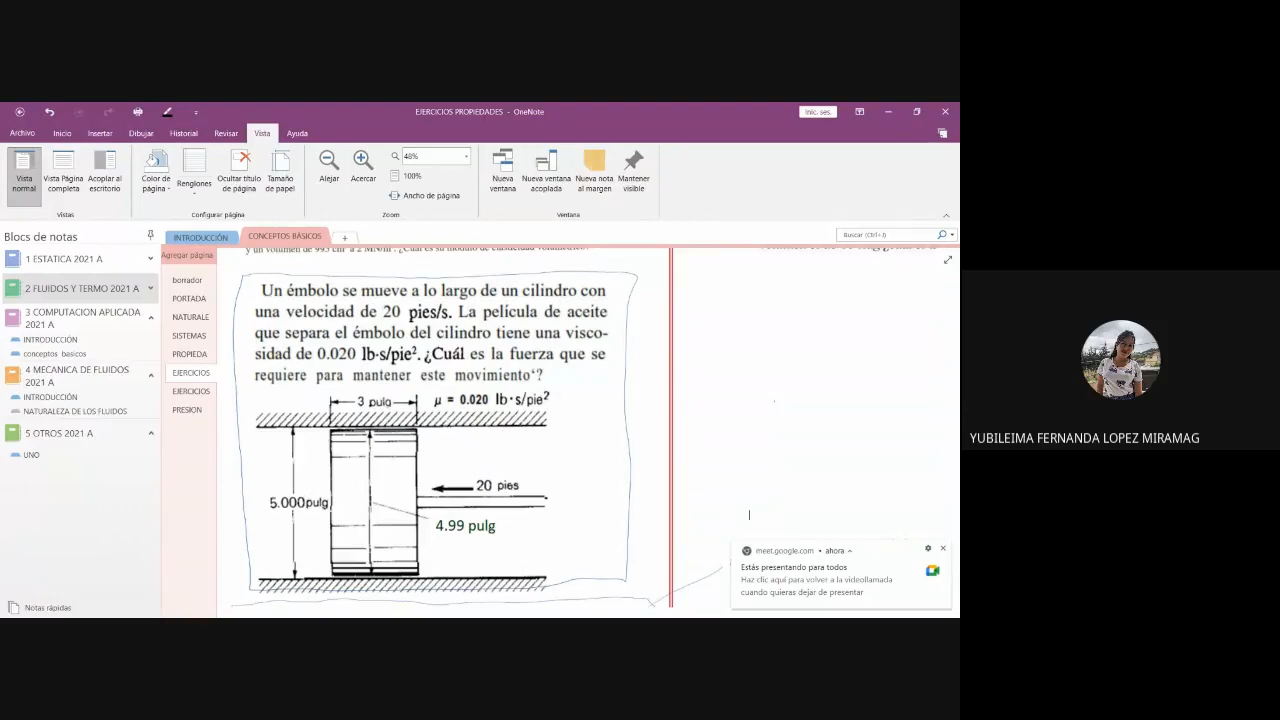 EJERCICIOS PROPIEDADES - OneNote
Inic. ses.
Archivo Inicio Insertar Dibujar Historial Revisar Vista Ayuda
Vista normal
Vista Página completa
Acoplar al escritorio
Vistas
Color de página
Renglones
Ocultar título de página
Tamaño de papel
Configurar página
Alejar
Acercar
48%
100%
Ancho de página
Zoom
Nueva ventana
Nueva ventana acoplada
Nueva nota al margen
Mantener visible
Ventana
Blocs de notas
INTRODUCCIÓN
CONCEPTOS BÁSICOS
+
Buscar (Ctrl+J)
1 ESTATICA 2021 A
2 FLUIDOS Y TERMO 2021 A
3 COMPUTACION APLICADA 2021 A
INTRODUCCIÓN
conceptos basicos
4 MECANICA DE FLUIDOS 2021 A
INTRODUCCIÓN
NATURALEZA DE LOS FLUIDOS
5 OTROS 2021 A
UNO
Notas rápidas
Agregar página
borrador
PORTADA
NATURALE
SISTEMAS
PROPIEDA
EJERCICIOS
EJERCICIOS
PRESION
Un émbolo se mueve a lo largo de un cilindro con
una velocidad de 20 pies/s. La película de aceite
que separa el émbolo del cilindro tiene una visco-
sidad de 0.020 lb·s/pie². ¿Cuál es la fuerza que se
requiere para mantener este movimiento'?
3 pulg
μ = 0.020 lb·s/pie²
20 pies
5.000pulg
4.99 pulg
meet.google.com • ahora
Estás presentando para todos
Haz clic aquí para volver a la videollamada
cuando quieras dejar de presentar
YUBILEIMA FERNANDA LOPEZ MIRAMAG